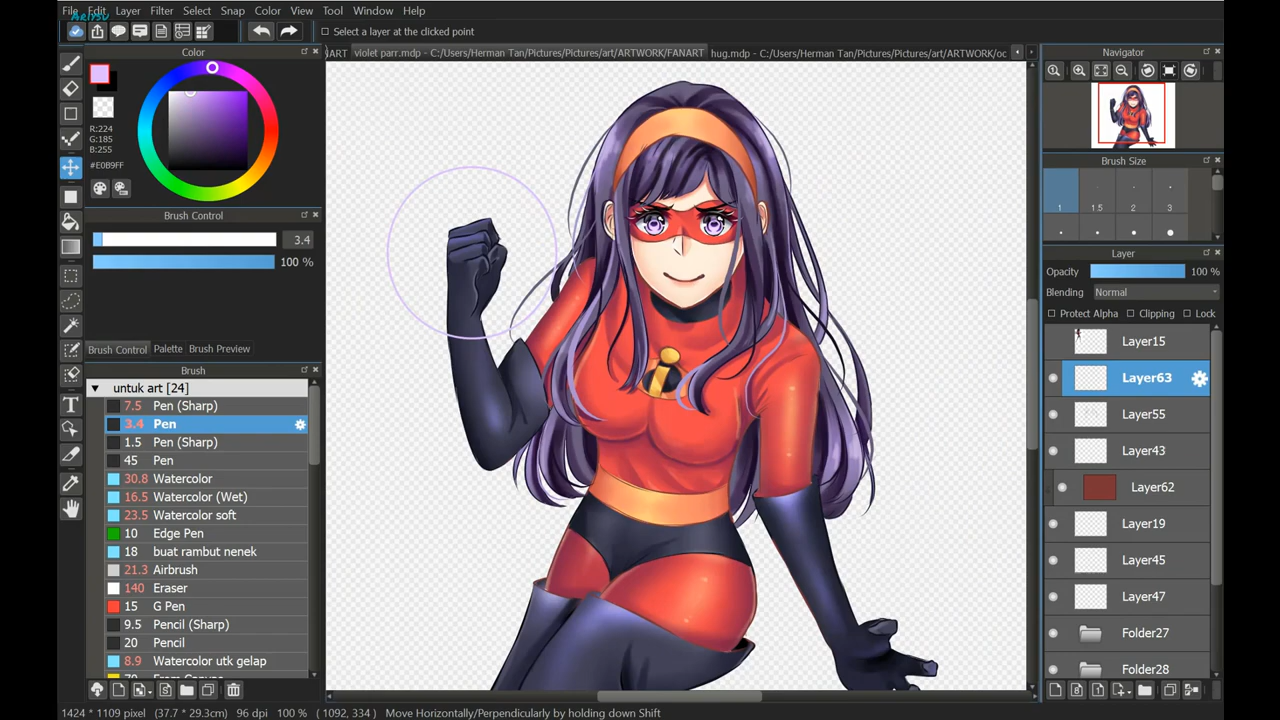 File Edit Layer Filter Select Snap Color View Tool Window Help
ARTYSU
Select a layer at the clicked point
Color
R:224
G:185
B:255
#E0B9FF
Brush Control
3.4
100 %
Brush Control Palette Brush Preview
Brush
untuk art [24]
7.5 Pen (Sharp)
3.4 Pen
1.5 Pen (Sharp)
45 Pen
30.8 Watercolor
16.5 Watercolor (Wet)
23.5 Watercolor soft
10 Edge Pen
18 buat rambut nenek
21.3 Airbrush
140 Eraser
15 G Pen
9.5 Pencil (Sharp)
20 Pencil
8.9 Watercolor utk gelap
NART violet parr.mdp - C:/Users/Herman Tan/Pictures/Pictures/art/ARTWORK/FANART hug.mdp - C:/Users/Herman Tan/Pictures/Pictures/art/ARTWORK/oc
i
Navigator
Brush Size
1 1.5 2 3
Layer
Opacity 100 %
Blending Normal
Protect Alpha Clipping Lock
Layer15
Layer63
Layer55
Layer43
Layer62
Layer19
Layer45
Layer47
Folder27
Folder28
1424 * 1109 pixel (37.7 * 29.3cm) 96 dpi 100 % ( 1092, 334 ) Move Horizontally/Perpendicularly by holding down Shift